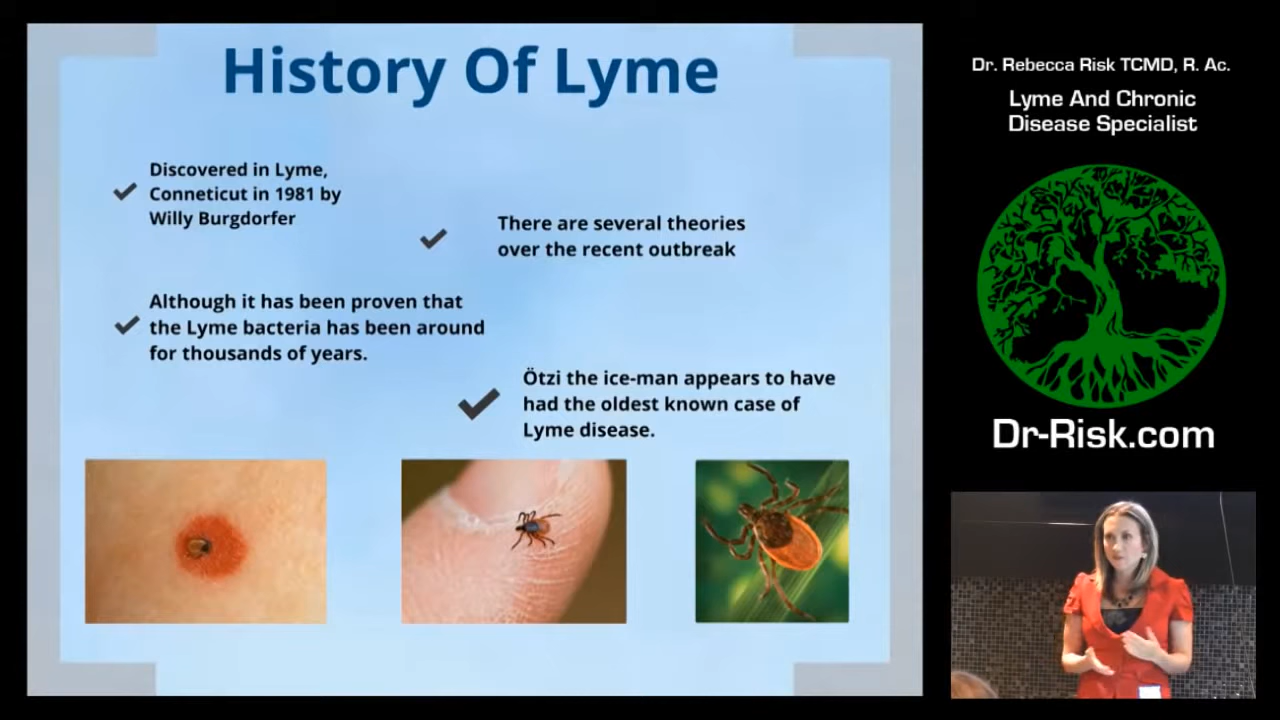 History Of Lyme
Discovered in Lyme,
Conneticut in 1981 by
Willy Burgdorfer
There are several theories
over the recent outbreak
Although it has been proven that
the Lyme bacteria has been around
for thousands of years.
Ötzi the ice-man appears to have
had the oldest known case of
Lyme disease.
Dr. Rebecca Risk TCMD, R. Ac.
Lyme And Chronic
Disease Specialist
Dr-Risk.com